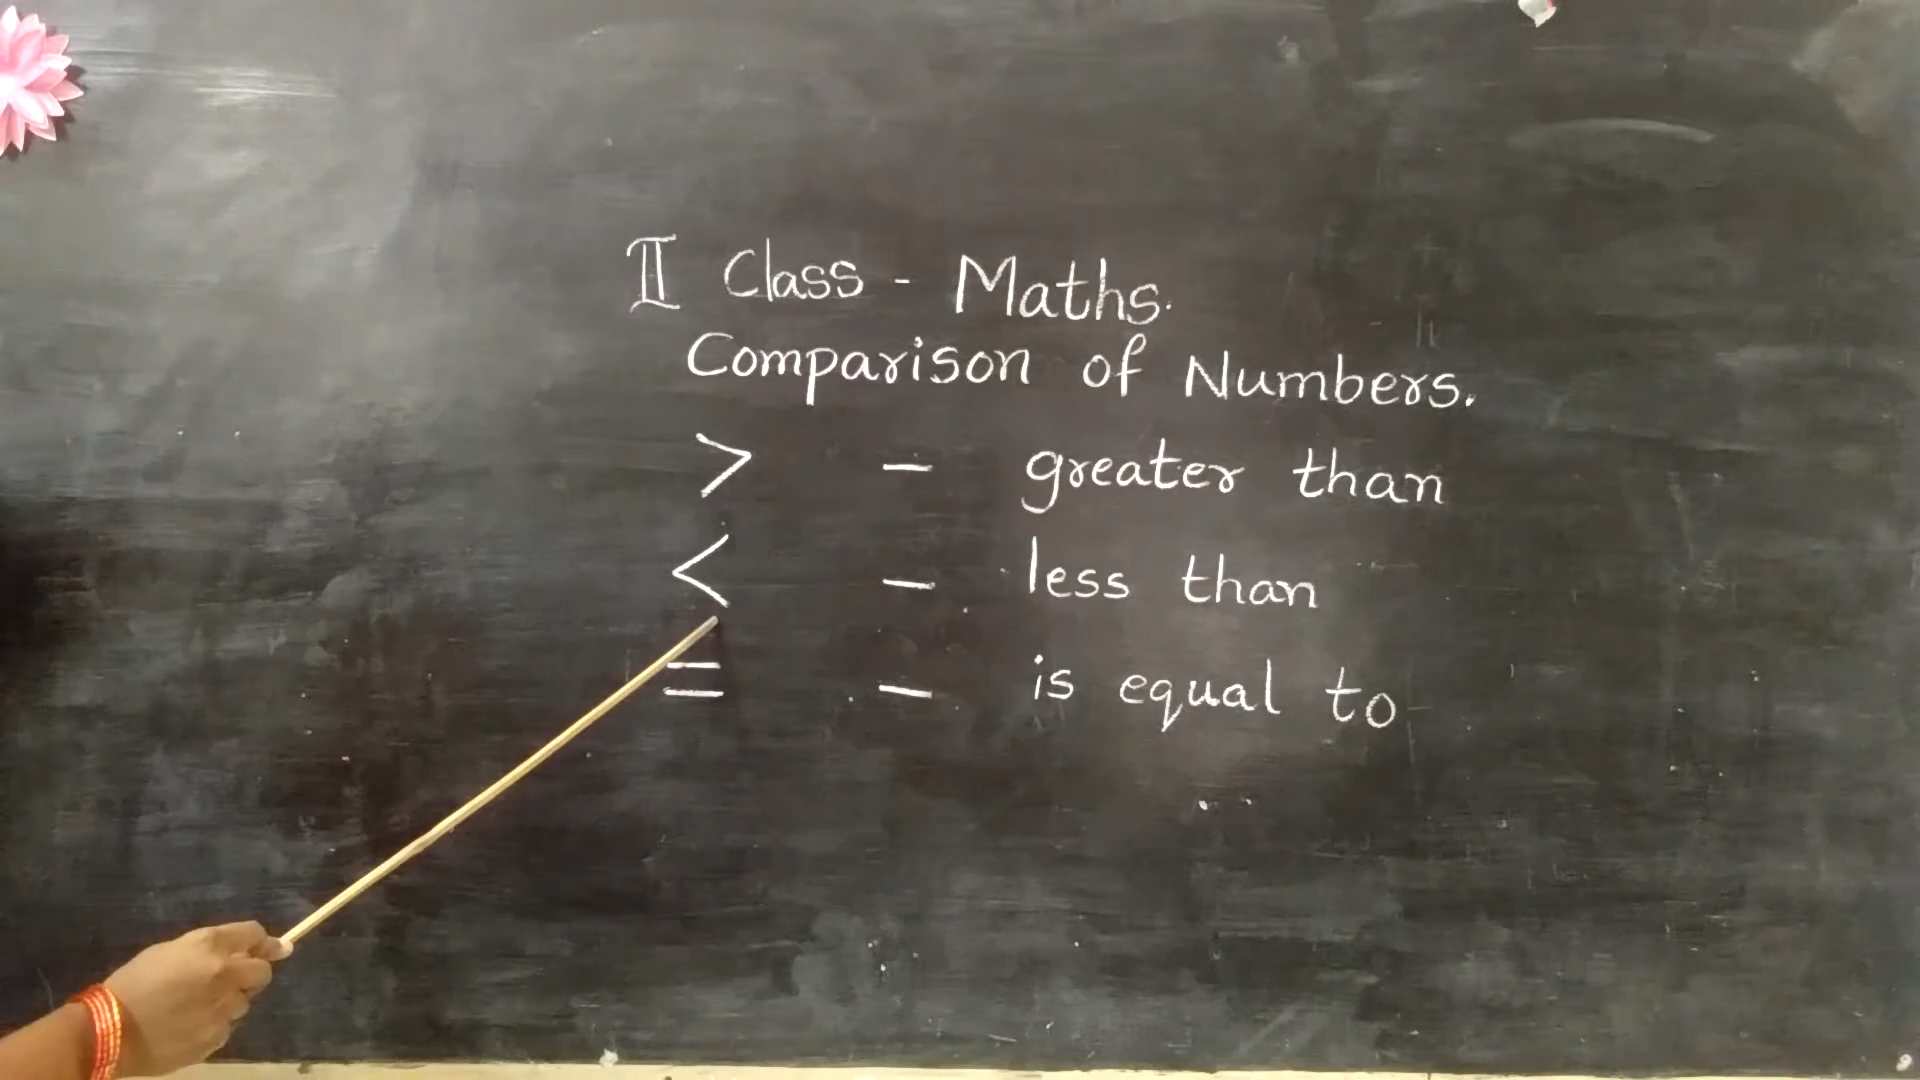 II Class - Maths.
Comparison of Numbers.
> - greater than
< - less than
= - is equal to